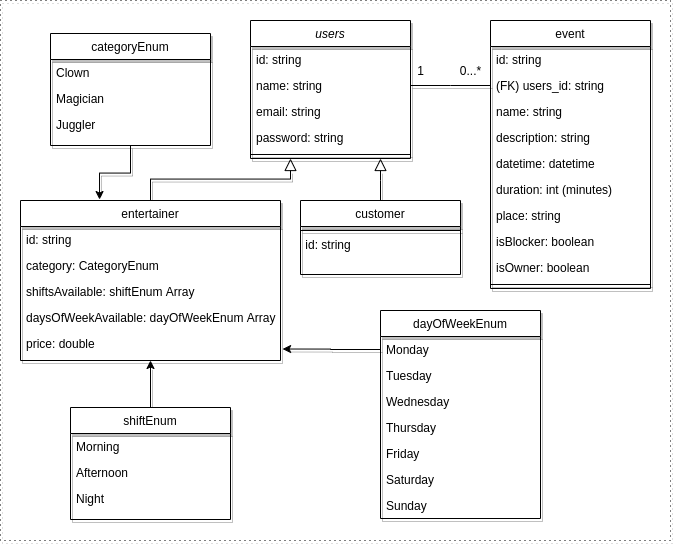 categoryEnum
Clown
Magician
Juggler
users
id: string
name: string
email: string
password: string
1
0...*
event
id: string
(FK) users_id: string
name: string
description: string
datetime: datetime
duration: int (minutes)
place: string
isBlocker: boolean
isOwner: boolean
entertainer
id: string
category: CategoryEnum
shiftsAvailable: shiftEnum Array
daysOfWeekAvailable: dayOfWeekEnum Array
price: double
customer
id: string
dayOfWeekEnum
Monday
Tuesday
Wednesday
Thursday
Friday
Saturday
Sunday
shiftEnum
Morning
Afternoon
Night